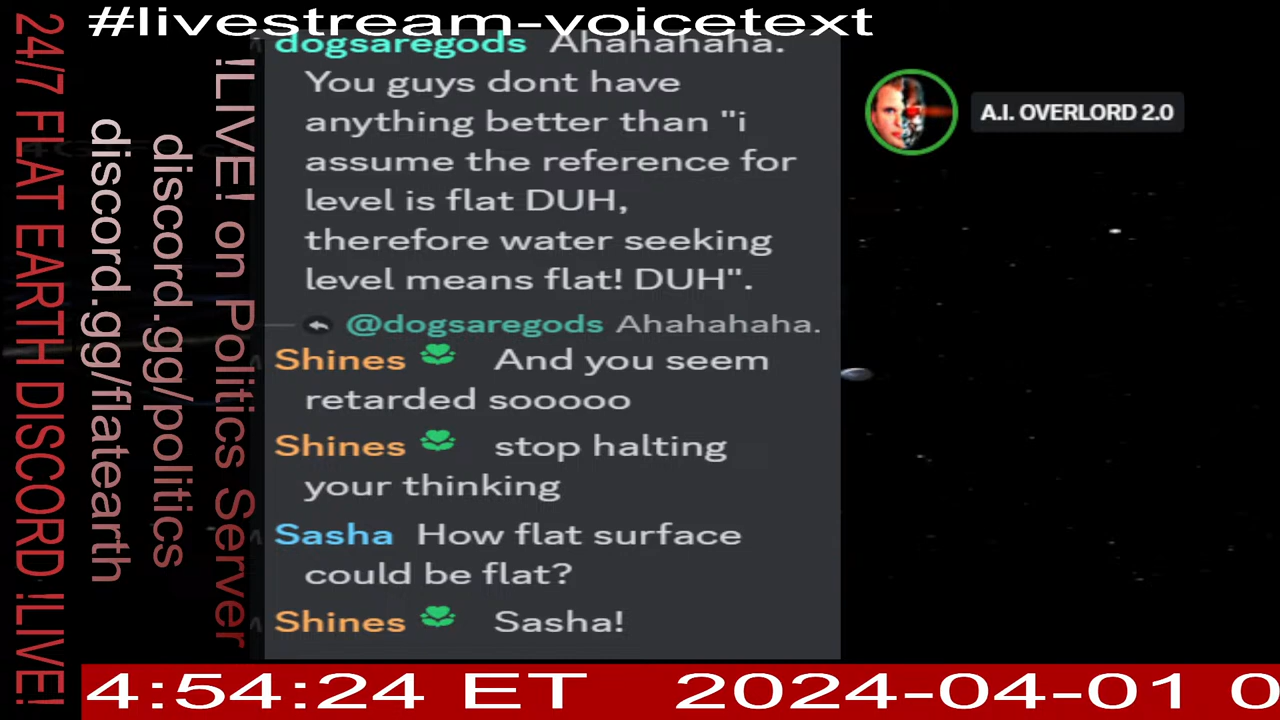 #livestream-voicetext
dogsaregods Ahahahaha.
You guys dont have
anything better than "i
assume the reference for
level is flat DUH,
therefore water seeking
level means flat! DUH".
@dogsaregods Ahahahaha.
Shines And you seem
retarded sooooo
Shines stop halting
your thinking
Sasha How flat surface
could be flat?
Shines Sasha!
A.I. OVERLORD 2.0
24/7 FLAT EARTH DISCORD !LIVE!
discord.gg/flatearth
discord.gg/politics
!LIVE! on Politics Server
4:54:24 ET 2024-04-01 0